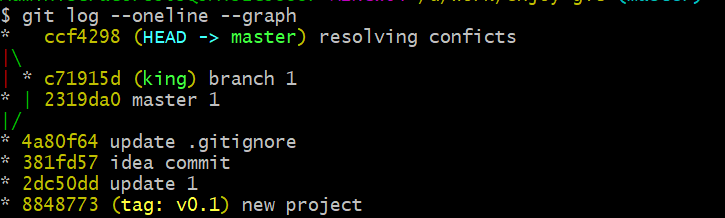 $ git log --oneline --graph
*   ccf4298 (HEAD -> master) resolving conficts
|\
| * c71915d (king) branch 1
* | 2319da0 master 1
|/
* 4a80f64 update .gitignore
* 381fd57 idea commit
* 2dc50dd update 1
* 8848773 (tag: v0.1) new project